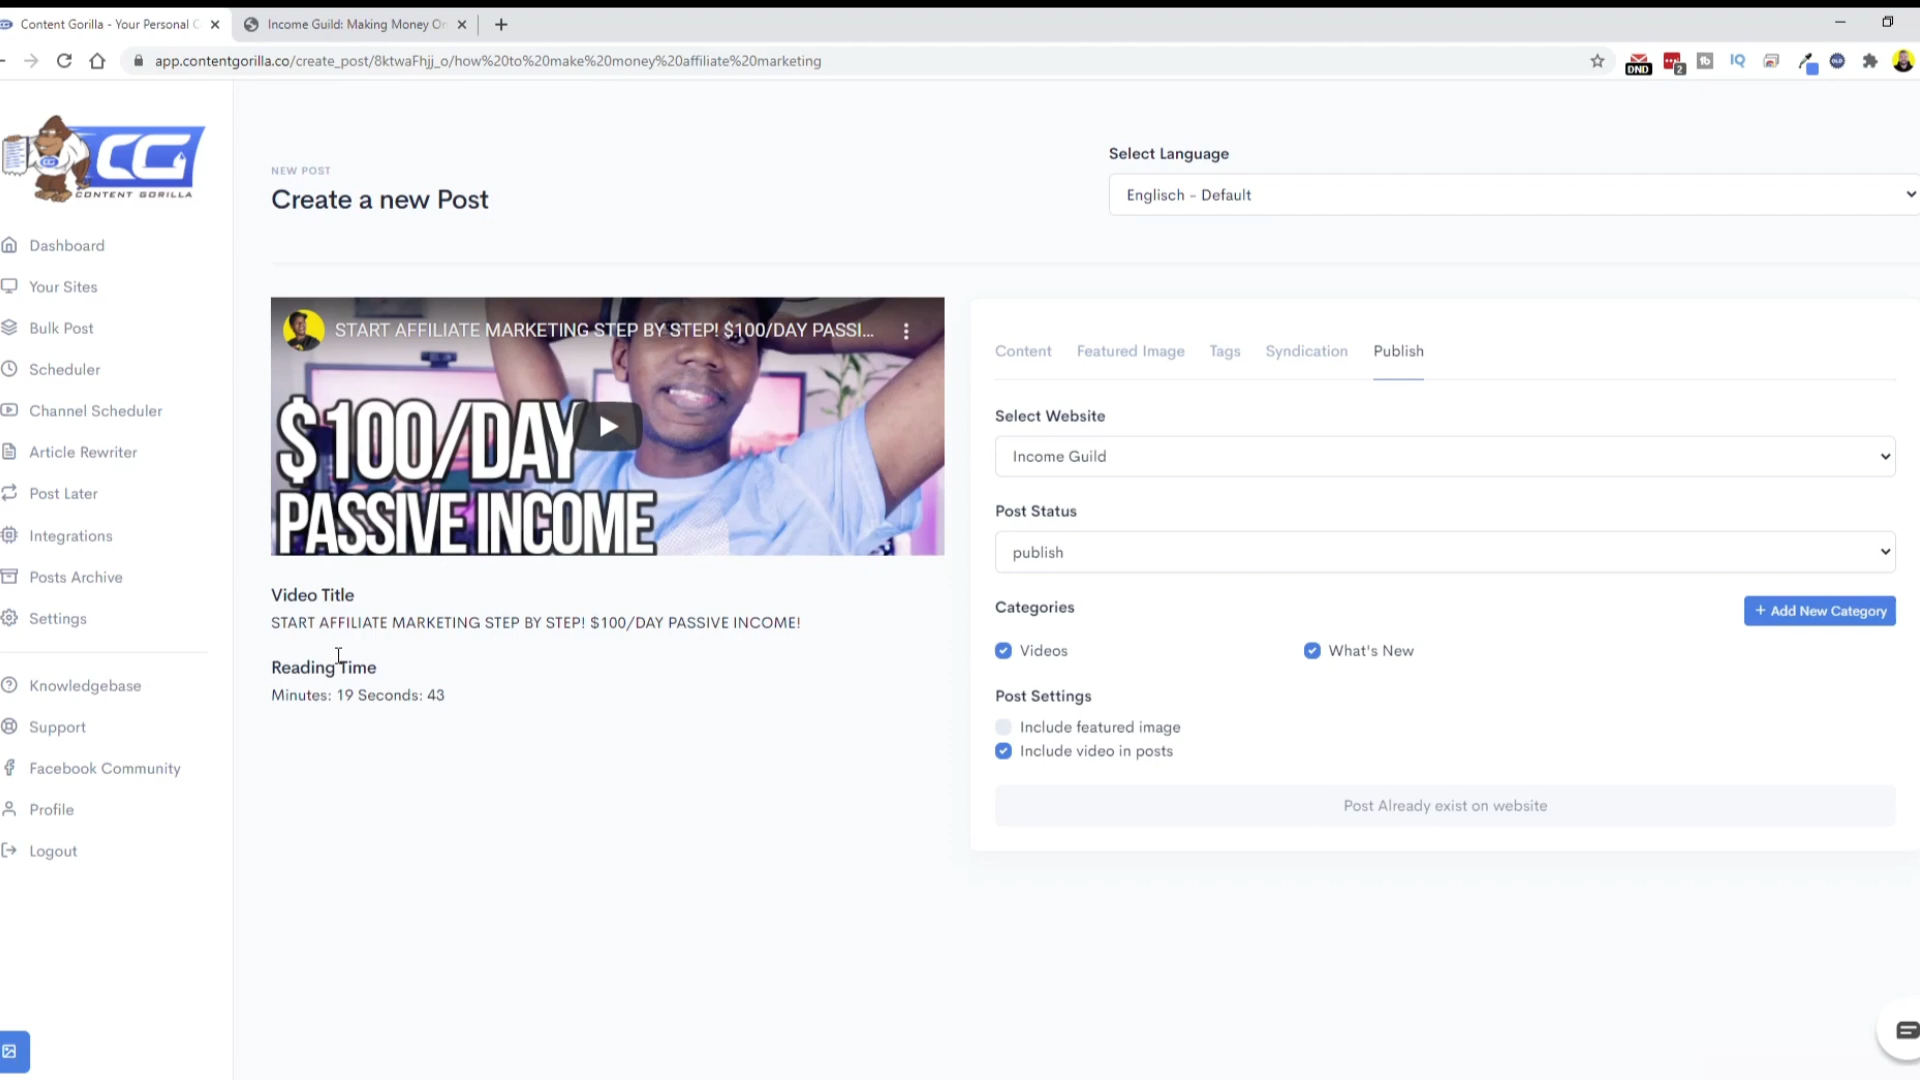 Content Gorilla - Your Personal C
Income Guild: Making Money On
app.contentgorilla.co/create_post/8ktwaFhjj_o/how%20to%20make%20money%20affiliate%20marketing
DND
2
tb
IQ
CG
CONTENT GORILLA
Dashboard
Your Sites
Bulk Post
Scheduler
Channel Scheduler
Article Rewriter
Post Later
Integrations
Posts Archive
Settings
Knowledgebase
Support
Facebook Community
Profile
Logout
NEW POST
Create a new Post
Select Language
Englisch - Default
START AFFILIATE MARKETING STEP BY STEP! $100/DAY PASSI...
$100/DAY
PASSIVE INCOME
Video Title
START AFFILIATE MARKETING STEP BY STEP! $100/DAY PASSIVE INCOME!
Reading Time
Minutes: 19 Seconds: 43
Content Featured Image Tags Syndication Publish
Select Website
Income Guild
Post Status
publish
Categories
+ Add New Category
Videos
What's New
Post Settings
Include featured image
Include video in posts
Post Already exist on website